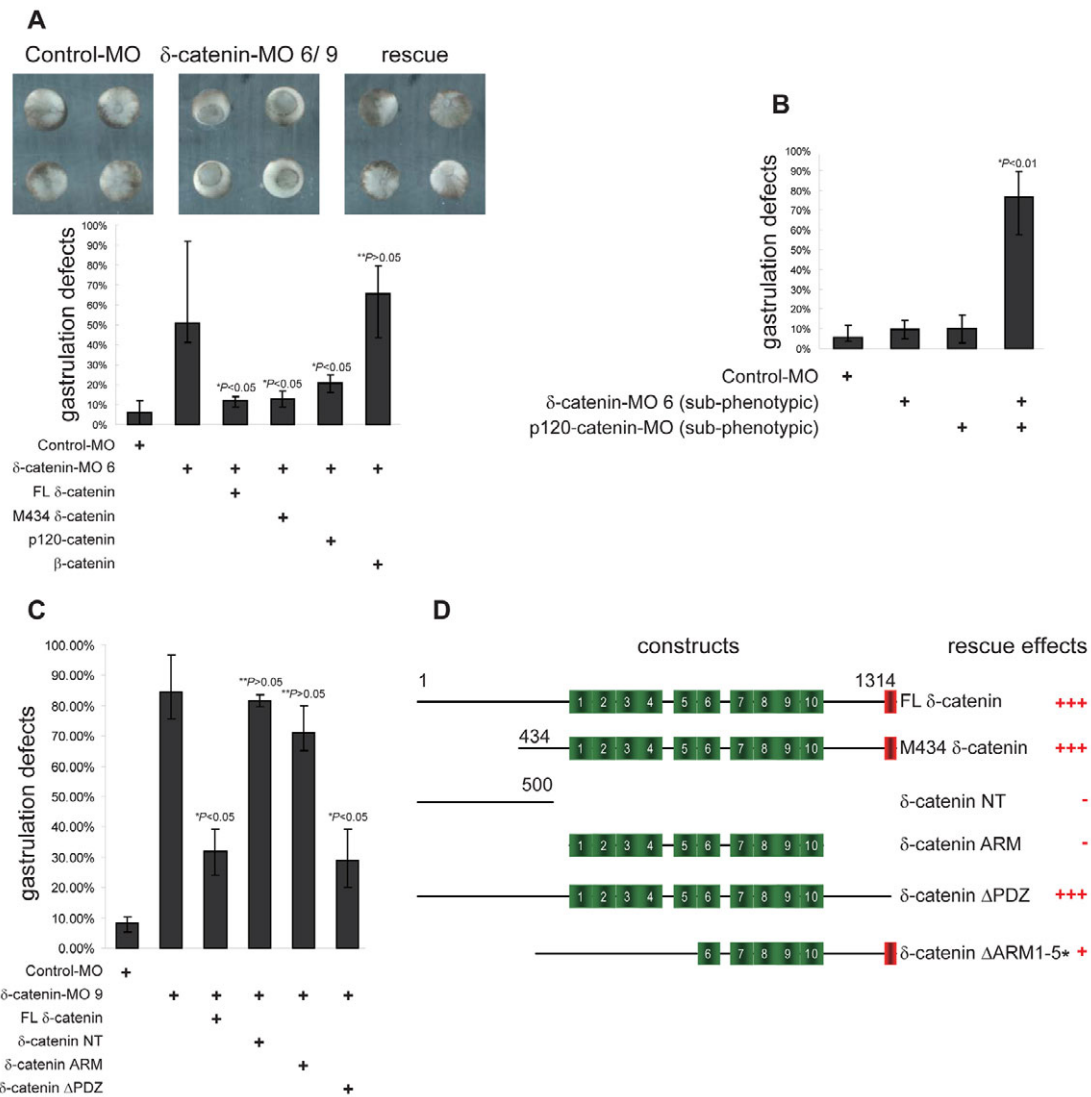 A
Control-MO δ-catenin-MO 6/ 9 rescue
gastrulation defects
100%
90%
80%
70%
60%
50%
40%
30%
20%
10%
0%
*P<0.05
*P<0.05
*P<0.05
**P>0.05
Control-MO +
δ-catenin-MO 6 + + + + +
FL δ-catenin +
M434 δ-catenin +
p120-catenin +
β-catenin +
B
gastrulation defects
100%
90%
80%
70%
60%
50%
40%
30%
20%
10%
0%
*P<0.01
Control-MO +
δ-catenin-MO 6 (sub-phenotypic) + +
p120-catenin-MO (sub-phenotypic) + +
C
gastrulation defects
100.00%
90.00%
80.00%
70.00%
60.00%
50.00%
40.00%
30.00%
20.00%
10.00%
0.00%
*P<0.05
**P>0.05
**P>0.05
*P<0.05
Control-MO +
δ-catenin-MO 9 + + + + +
FL δ-catenin +
δ-catenin NT +
δ-catenin ARM +
δ-catenin ΔPDZ +
D
constructs rescue effects
1 1314
1 2 3 4 5 6 7 8 9 10 FL δ-catenin +++
434
1 2 3 4 5 6 7 8 9 10 M434 δ-catenin +++
500
δ-catenin NT -
1 2 3 4 5 6 7 8 9 10 δ-catenin ARM -
1 2 3 4 5 6 7 8 9 10 δ-catenin ΔPDZ +++
6 7 8 9 10 δ-catenin ΔARM1-5* +